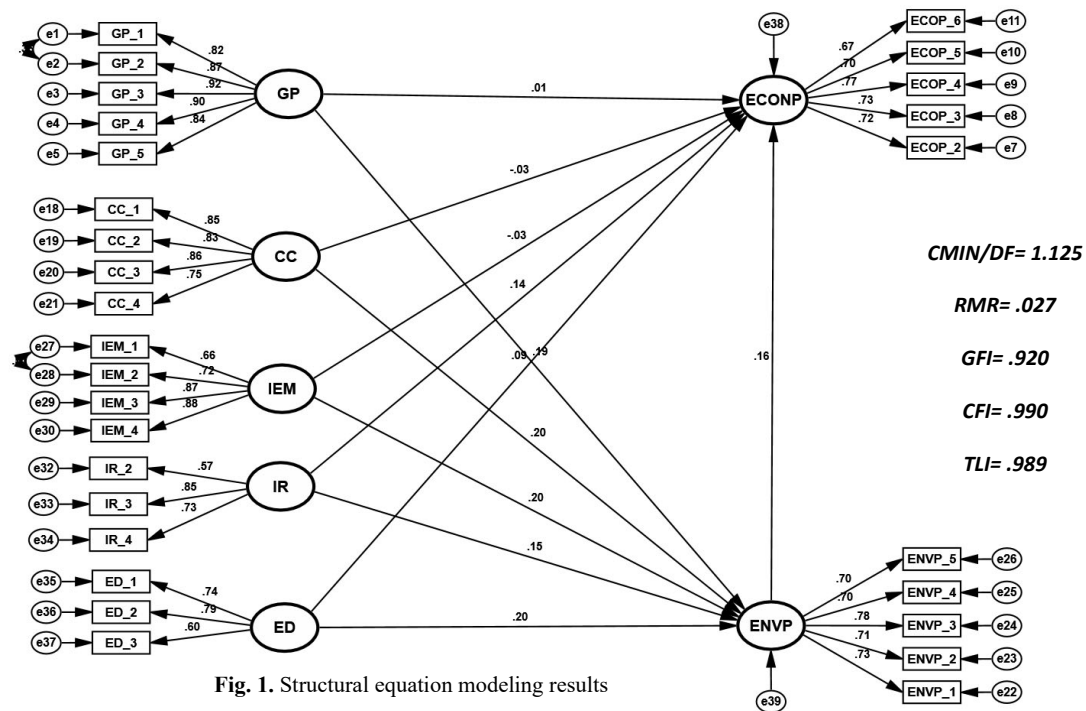 e1
GP_1
.82
e2
GP_2
.87
e3
GP_3
.92
e4
GP_4
.90
e5
GP_5
.84
GP
.01
e38
ECONP
.67
ECOP_6
e11
.70
ECOP_5
e10
.77
ECOP_4
e9
.73
ECOP_3
e8
.72
ECOP_2
e7
e18
CC_1
.85
e19
CC_2
.83
e20
CC_3
.86
e21
CC_4
.75
CC
-.03
-.03
.14
.09
.19
.16
CMIN/DF= 1.125
RMR= .027
GFI= .920
CFI= .990
TLI= .989
e27
IEM_1
.66
e28
IEM_2
.72
e29
IEM_3
.87
e30
IEM_4
.88
IEM
.20
.20
e32
IR_2
.57
e33
IR_3
.85
e34
IR_4
.73
IR
.15
e35
ED_1
.74
e36
ED_2
.79
e37
ED_3
.60
ED
.20
ENVP
e39
.70
ENVP_5
e26
.70
ENVP_4
e25
.78
ENVP_3
e24
.71
ENVP_2
e23
.73
ENVP_1
e22
Fig. 1. Structural equation modeling results